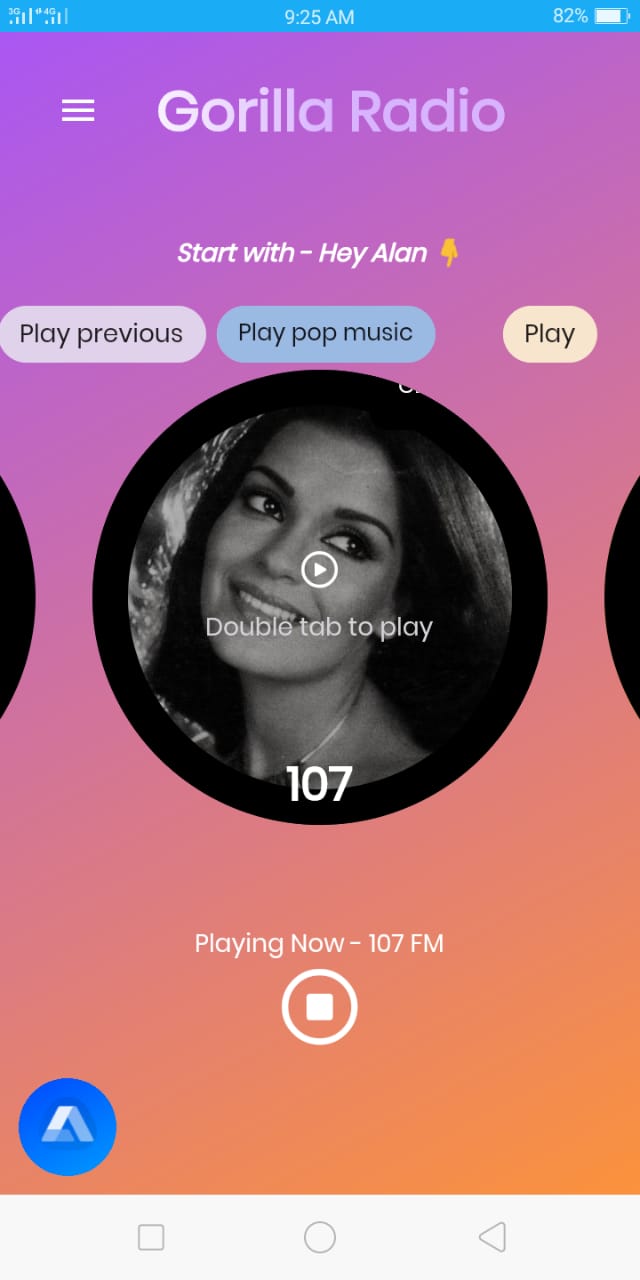 3G 4G 9:25 AM 82%
Gorilla Radio
Start with - Hey Alan 👇
Play previous Play pop music Play
Double tab to play
107
Playing Now - 107 FM